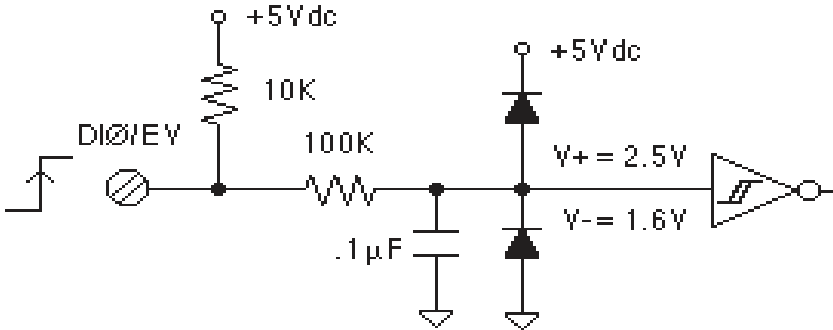 +5Vdc
+5Vdc
10K
DIØ/EV
100K
V+ = 2.5V
V- = 1.6V
.1µF